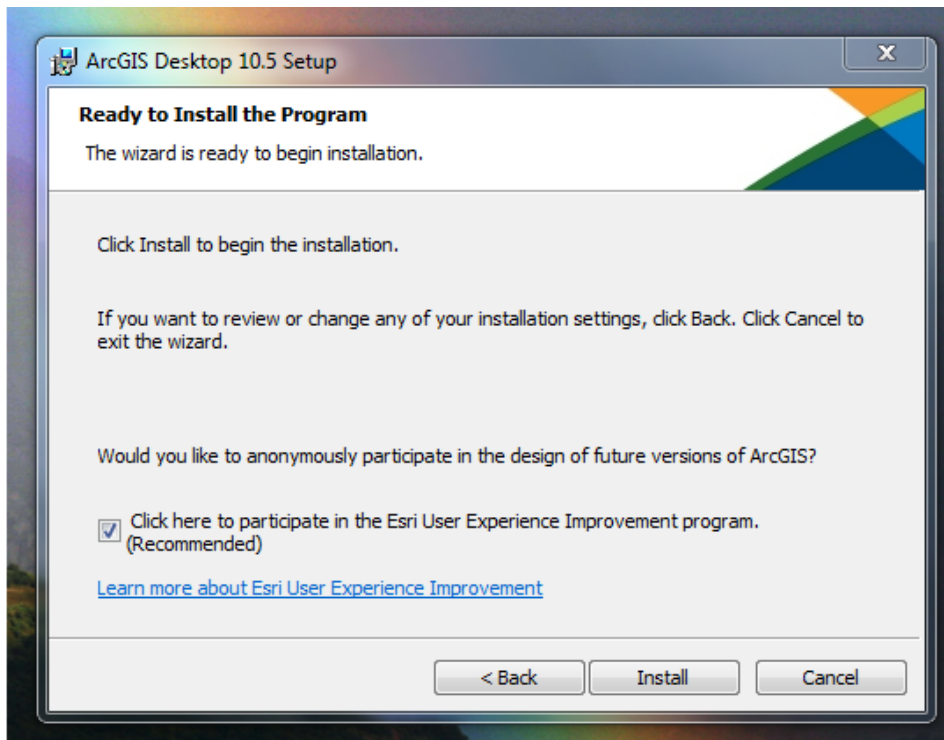 ArcGIS Desktop 10.5 Setup
X
Ready to Install the Program
The wizard is ready to begin installation.
Click Install to begin the installation.
If you want to review or change any of your installation settings, click Back. Click Cancel to
exit the wizard.
Would you like to anonymously participate in the design of future versions of ArcGIS?
Click here to participate in the Esri User Experience Improvement program.
(Recommended)
Learn more about Esri User Experience Improvement
< Back Install Cancel